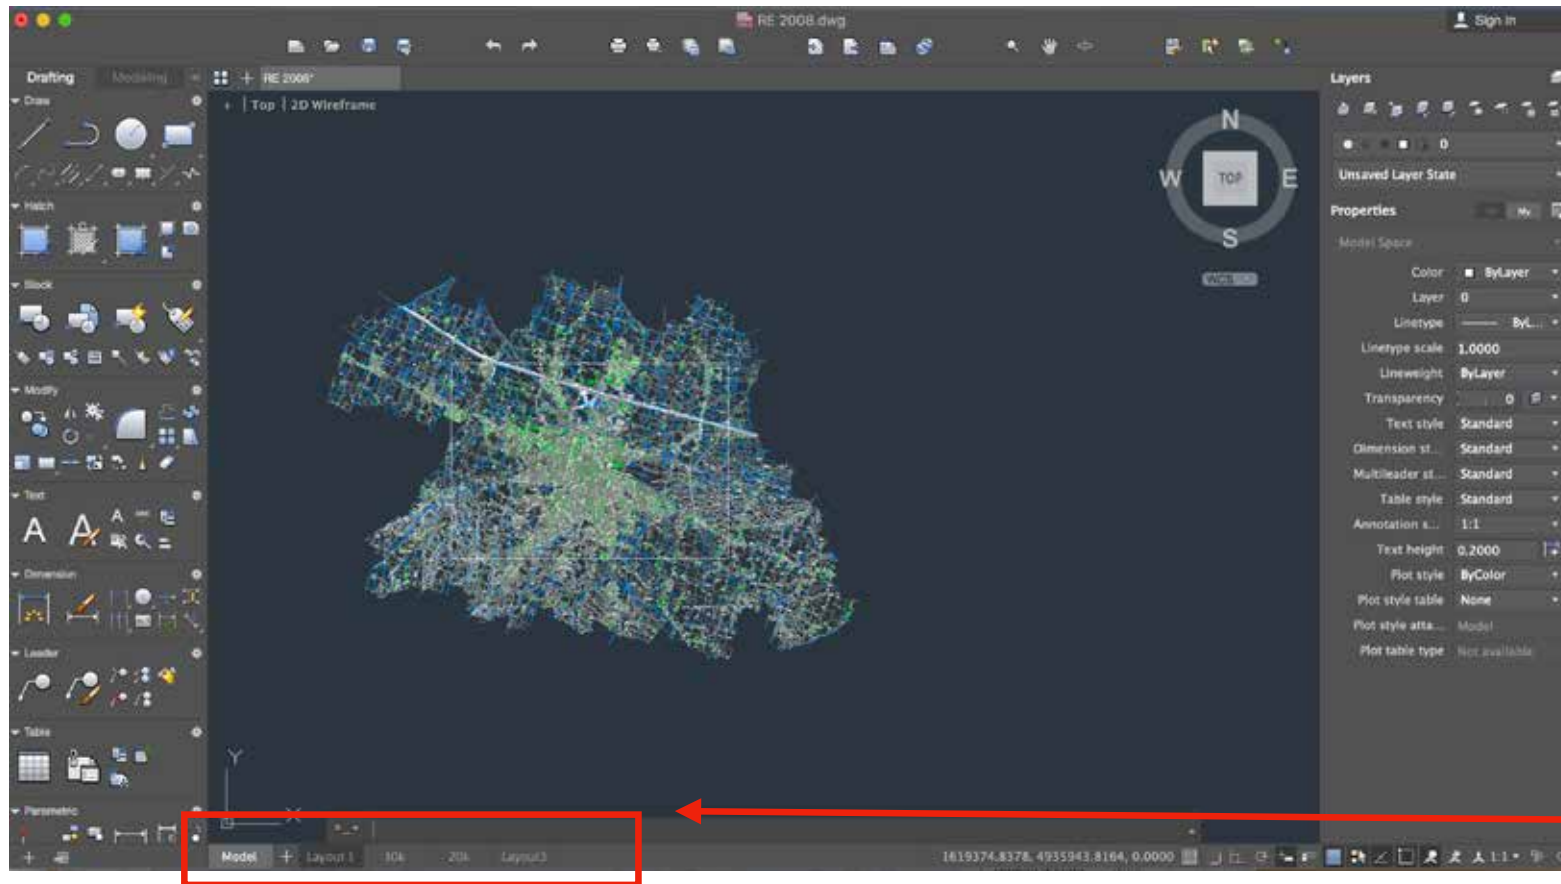 RE 2008.dwg
Sign In
Drafting Modeling
RE 2008*
Layers
Draw
+ | Top | 2D Wireframe
N
0
W TOP E
Unsaved Layer State
Hatch
Properties
My
S
Model Space
WCS
Color ByLayer
Block
Layer 0
Linetype ByL...
Linetype scale 1.0000
Lineweight ByLayer
Modify
Transparency 0
Text style Standard
Dimension st... Standard
Multileader st... Standard
Text
Table style Standard
A A A
Annotation s... 1:1
Text height 0.2000
Dimension
Plot style ByColor
Plot style table None
Plot style atta... Model
Leader
Plot table type Not available
Table
Y
Parametric
X
Model + Layout1 10k 20k Layout3
1619374.8378, 4935943.8164, 0.0000
1:1